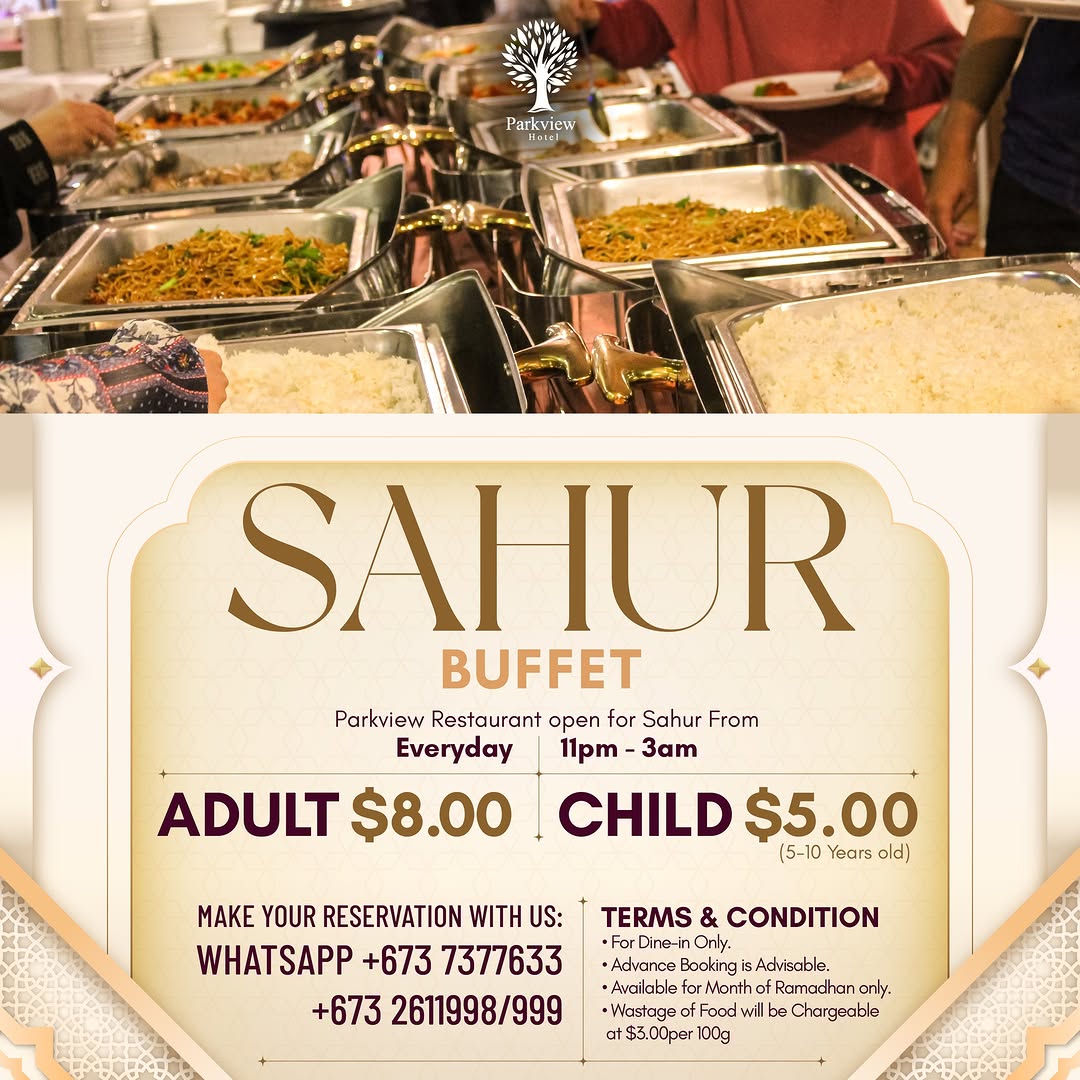 Parkview
Hotel
SAHUR
BUFFET
Parkview Restaurant open for Sahur From
Everyday 11pm - 3am
ADULT $8.00 CHILD $5.00
(5-10 Years old)
MAKE YOUR RESERVATION WITH US:
WHATSAPP +673 7377633
+673 2611998/999
TERMS & CONDITION
• For Dine-in Only.
• Advance Booking is Advisable.
• Available for Month of Ramadhan only.
• Wastage of Food will be Chargeable
at $3.00per 100g